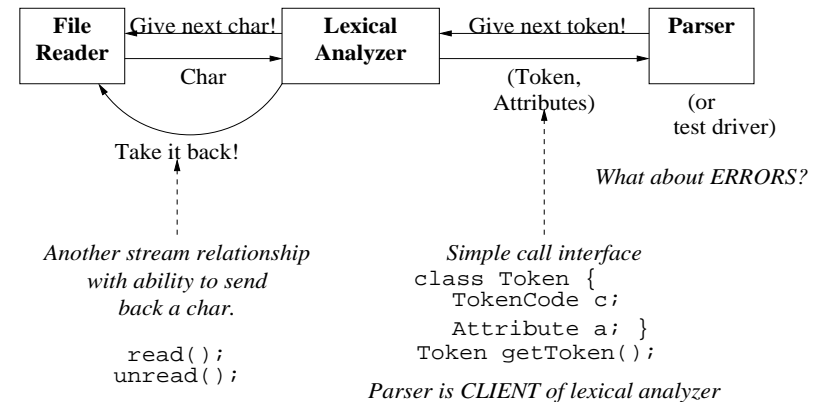 File
Reader
Give next char!
Lexical
Analyzer
Give next token!
Parser
Char
(Token,
Attributes)
(or
test driver)
Take it back!
What about ERRORS?
Another stream relationship
with ability to send
back a char.
read();
unread();
Simple call interface
class Token {
TokenCode c;
Attribute a; }
Token getToken();
Parser is CLIENT of lexical analyzer